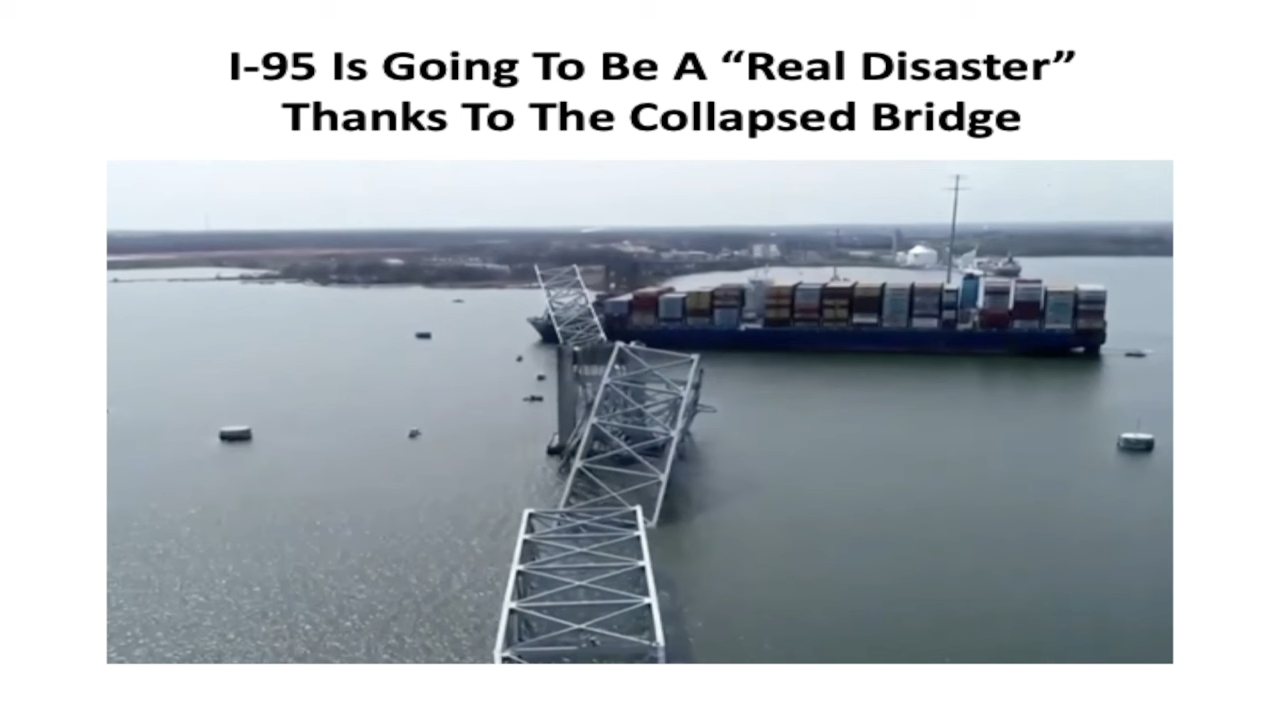 I-95 Is Going To Be A “Real Disaster”
Thanks To The Collapsed Bridge